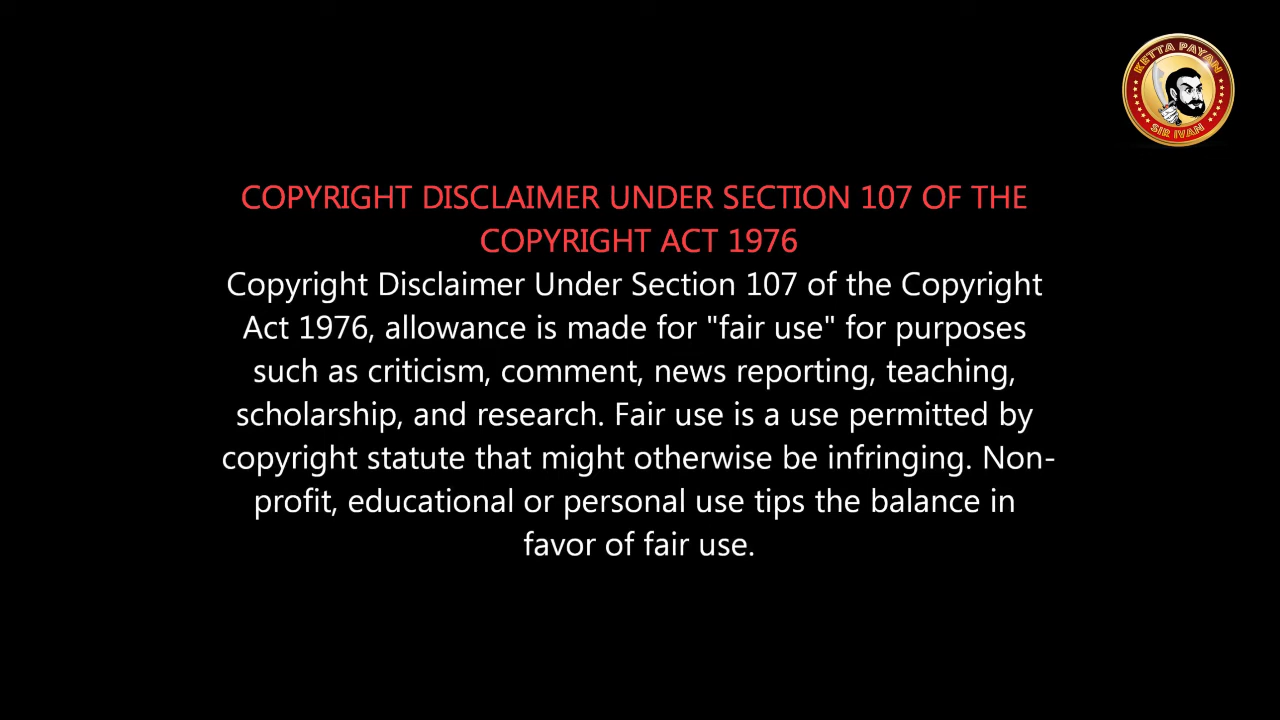 KETTA PAYAN
SIR IVAN
COPYRIGHT DISCLAIMER UNDER SECTION 107 OF THE
COPYRIGHT ACT 1976
Copyright Disclaimer Under Section 107 of the Copyright
Act 1976, allowance is made for "fair use" for purposes
such as criticism, comment, news reporting, teaching,
scholarship, and research. Fair use is a use permitted by
copyright statute that might otherwise be infringing. Non-
profit, educational or personal use tips the balance in
favor of fair use.